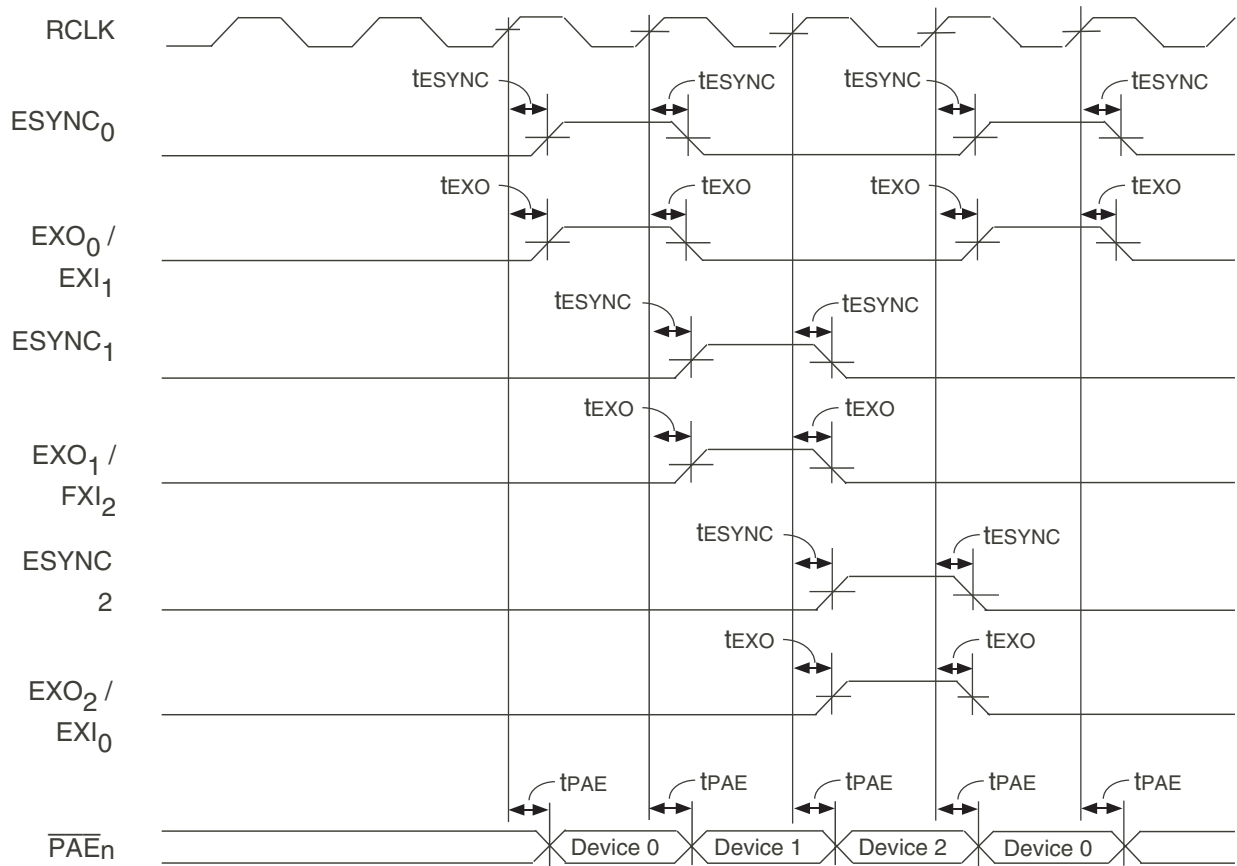 RCLK
tESYNC tESYNC tESYNC tESYNC
ESYNC0
tEXO tEXO tEXO tEXO
EXO0 /
EXI1
tESYNC tESYNC
ESYNC1
tEXO tEXO
EXO1 /
FXI2
tESYNC tESYNC
ESYNC
2
tEXO tEXO
EXO2 /
EXI0
tPAE tPAE tPAE tPAE tPAE
PAEn Device 0 Device 1 Device 2 Device 0